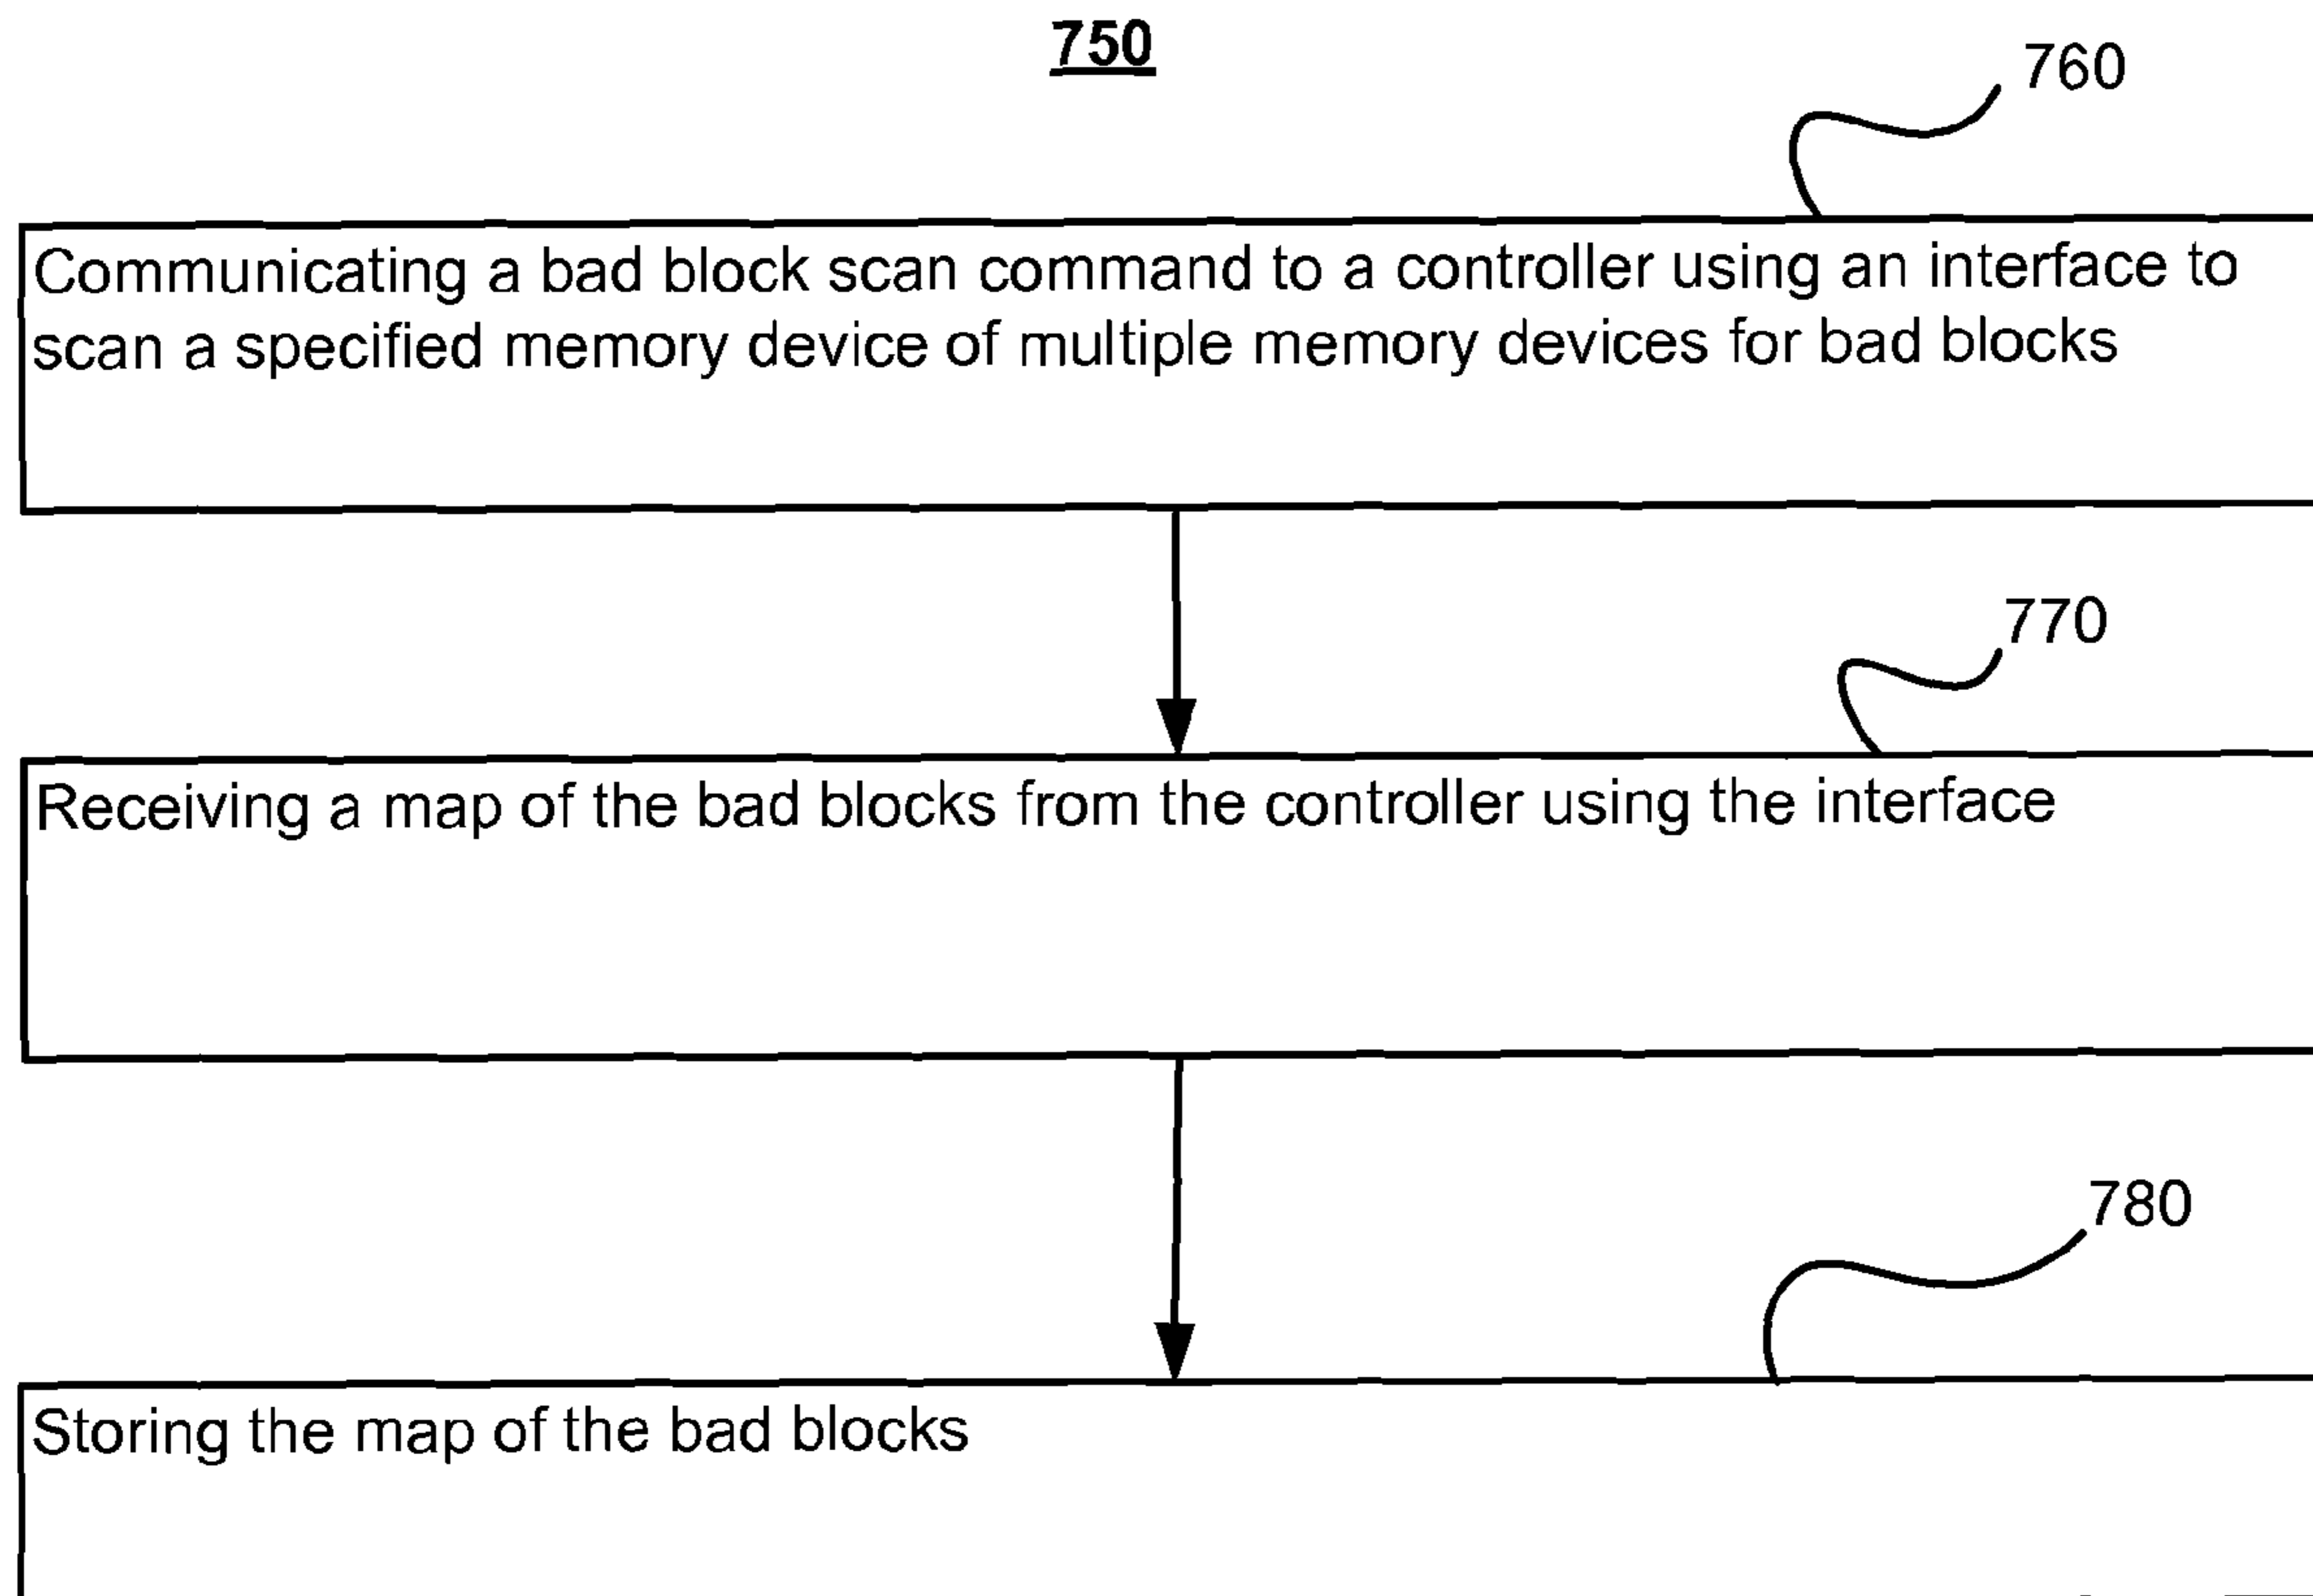 750
760
Communicating a bad block scan command to a controller using an interface to
scan a specified memory device of multiple memory devices for bad blocks
770
Receiving a map of the bad blocks from the controller using the interface
780
Storing the map of the bad blocks